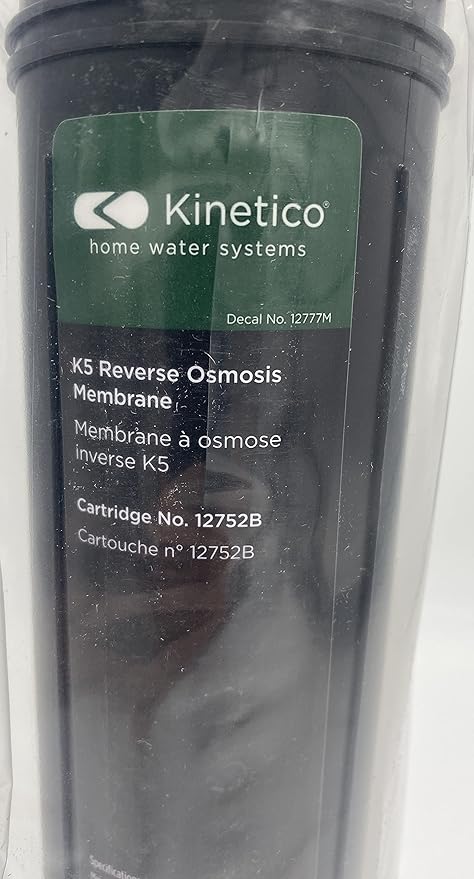 Kinetico®
home water systems
Decal No. 12777M
K5 Reverse Osmosis
Membrane
Membrane à osmose
inverse K5
Cartridge No. 12752B
Cartouche n° 12752B